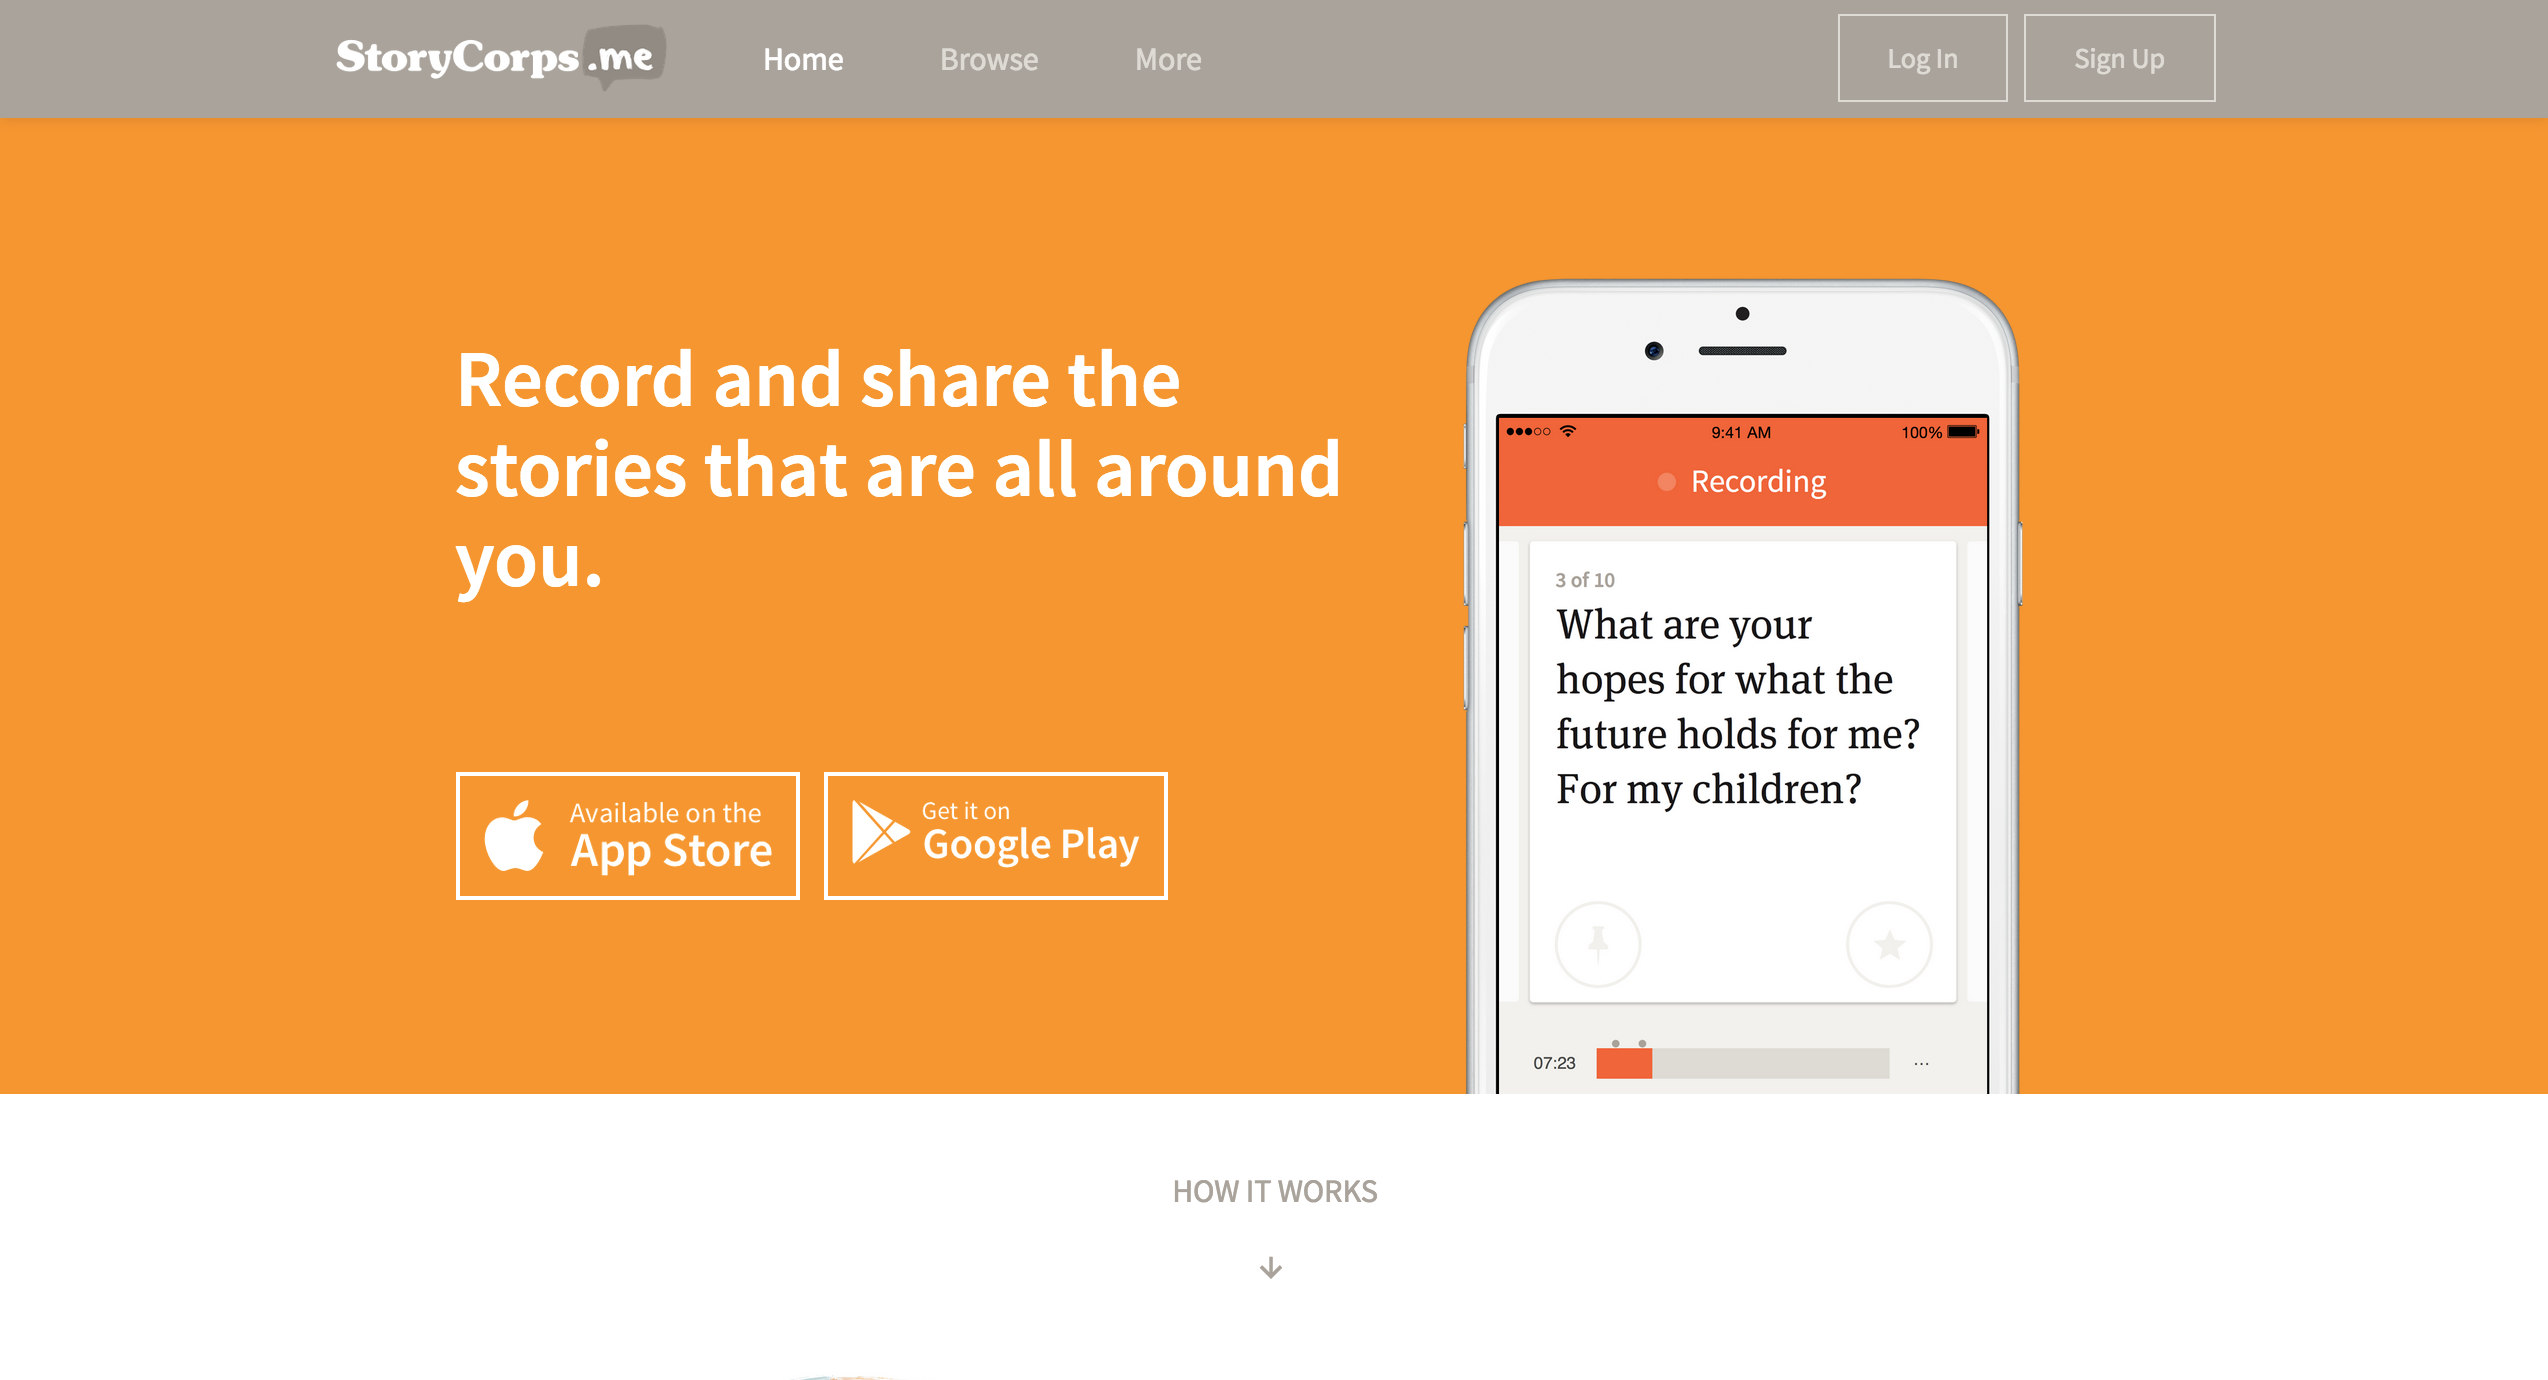 StoryCorps.me
Home
Browse
More
Log In
Sign Up
Record and share the
stories that are all around
you.
Available on the
App Store
Get it on
Google Play
9:41 AM
100%
Recording
3 of 10
What are your
hopes for what the
future holds for me?
For my children?
07:23
...
HOW IT WORKS